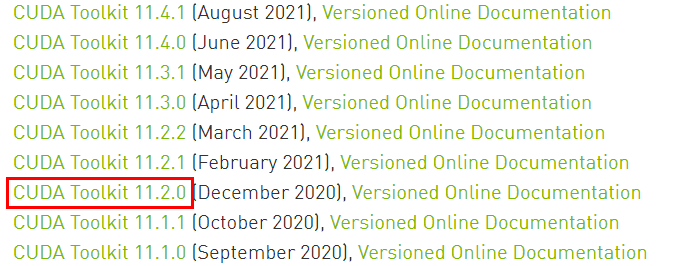 CUDA Toolkit 11.4.1 (August 2021), Versioned Online Documentation
CUDA Toolkit 11.4.0 (June 2021), Versioned Online Documentation
CUDA Toolkit 11.3.1 (May 2021), Versioned Online Documentation
CUDA Toolkit 11.3.0 (April 2021), Versioned Online Documentation
CUDA Toolkit 11.2.2 (March 2021), Versioned Online Documentation
CUDA Toolkit 11.2.1 (February 2021), Versioned Online Documentation
CUDA Toolkit 11.2.0 (December 2020), Versioned Online Documentation
CUDA Toolkit 11.1.1 (October 2020), Versioned Online Documentation
CUDA Toolkit 11.1.0 (September 2020), Versioned Online Documentation